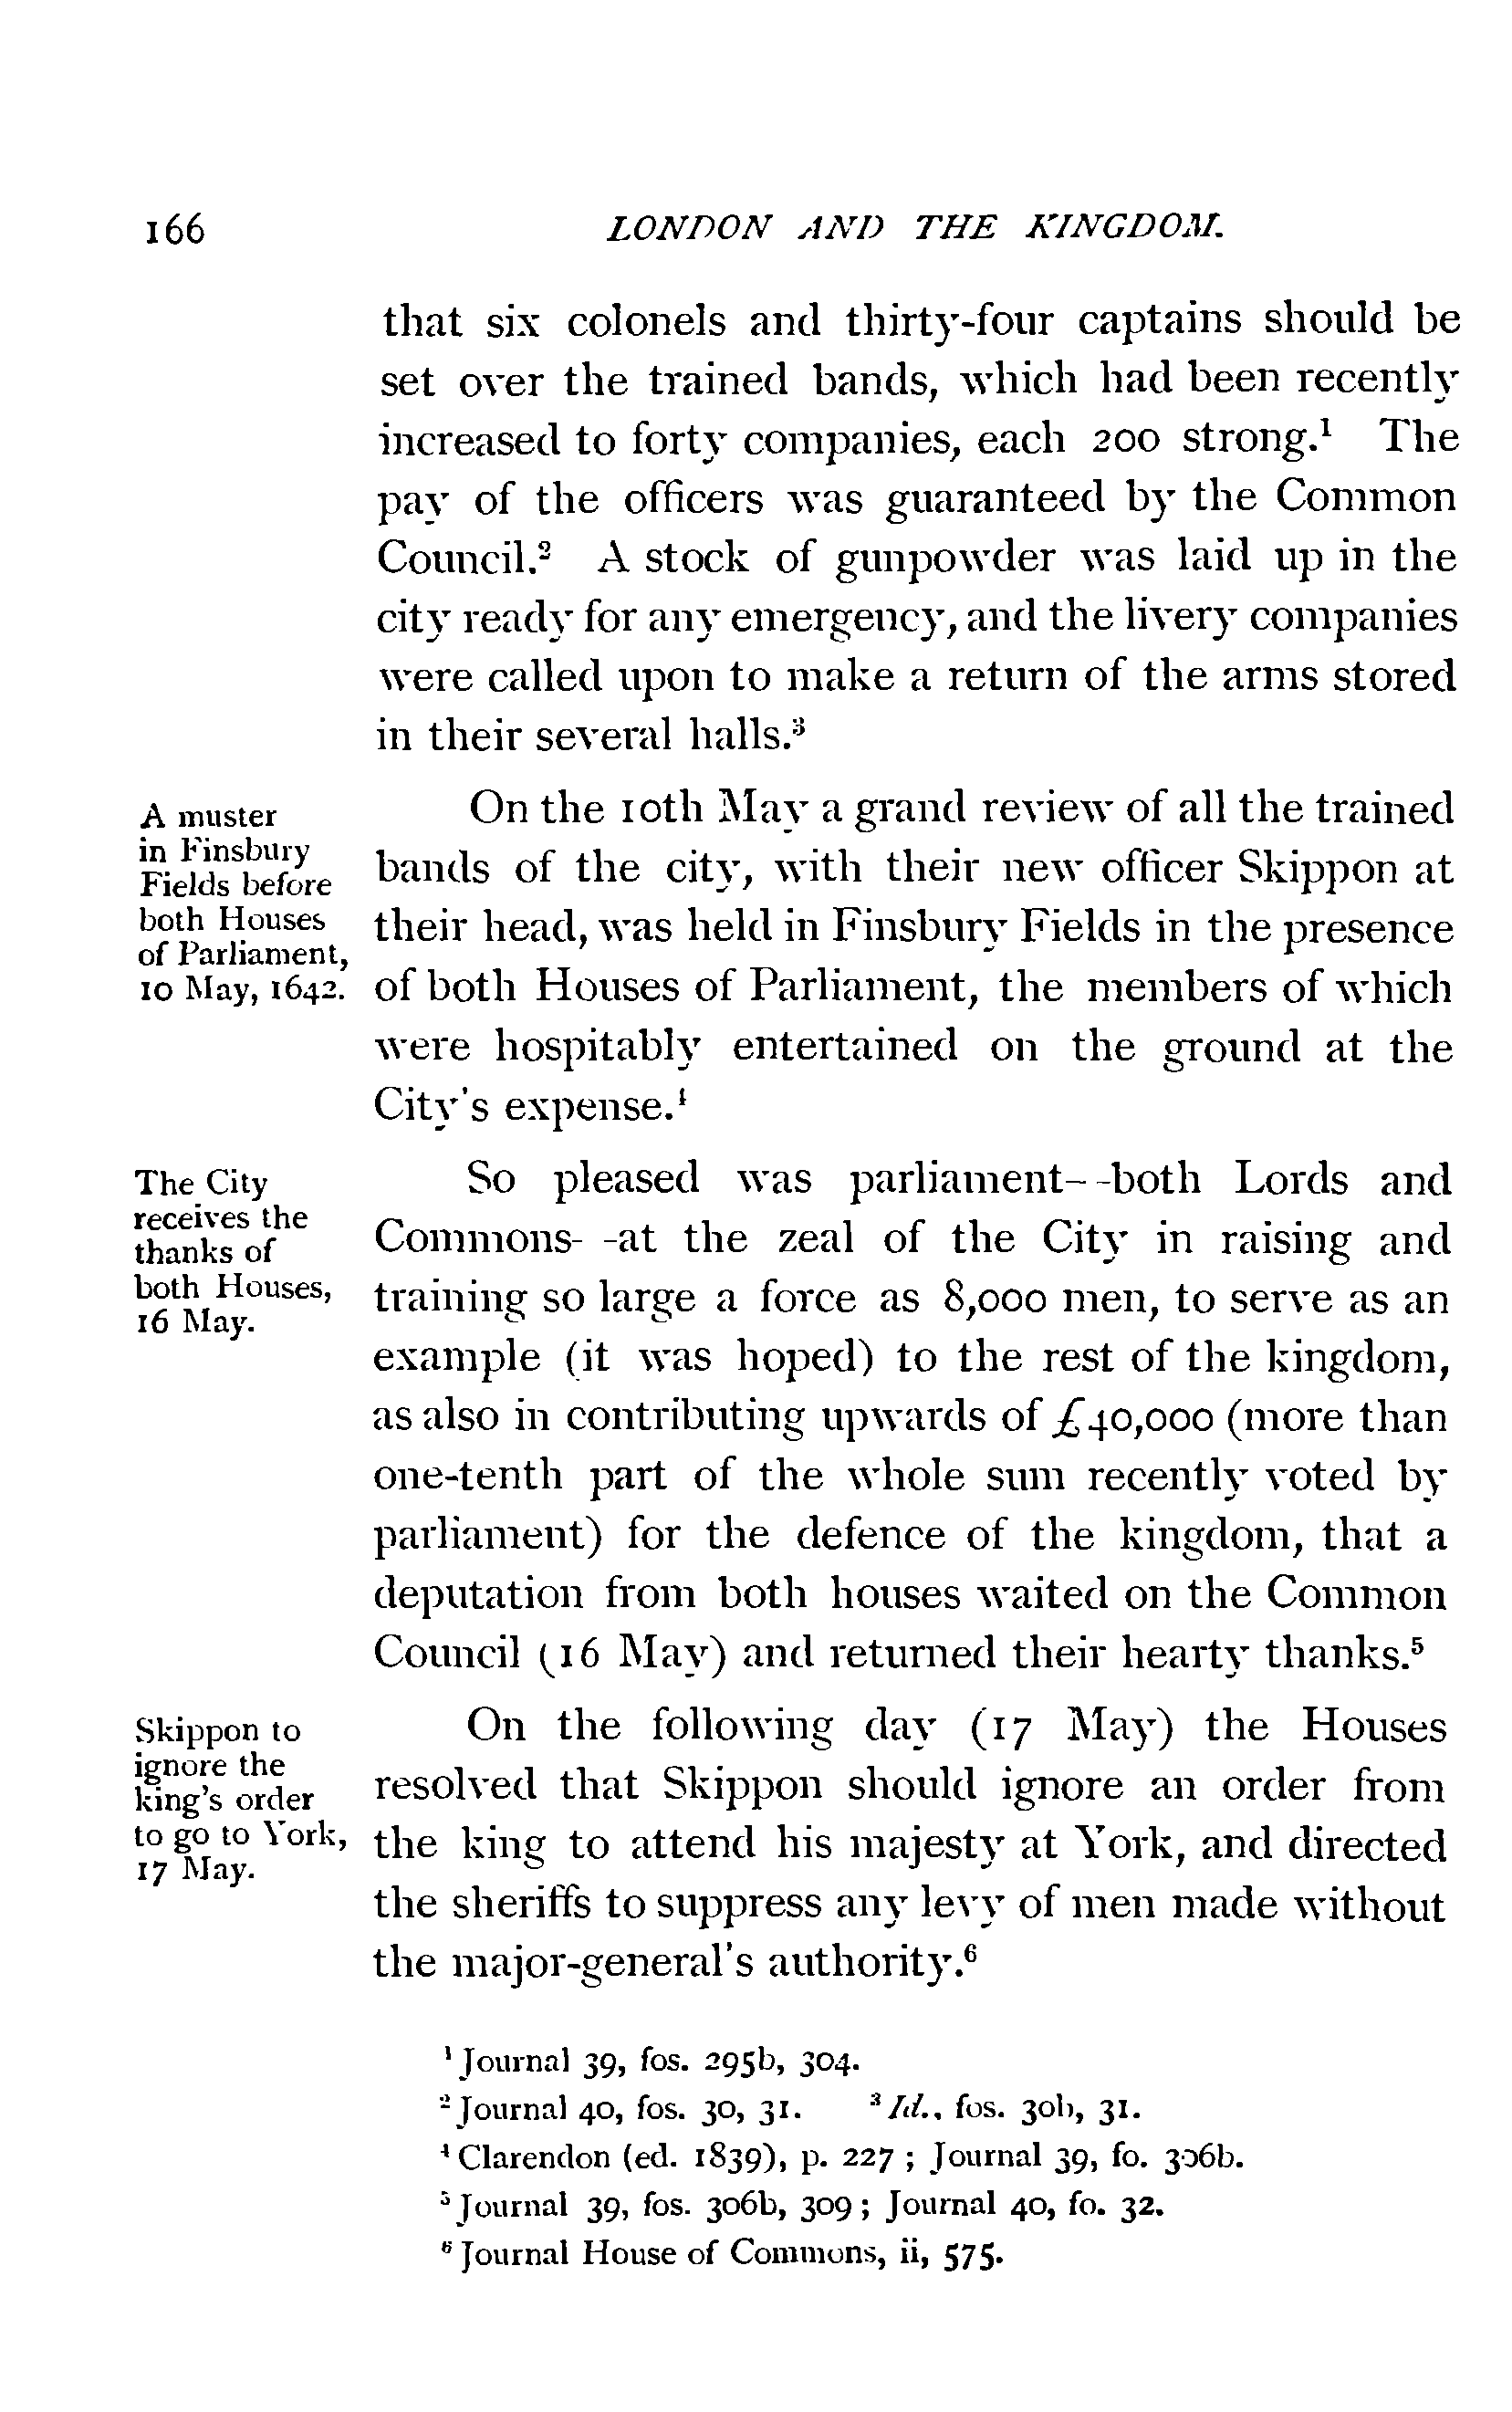 166 LONDON AND THE KINGDOM.
that six colonels and thirty-four captains should be
set over the trained bands, which had been recently
increased to forty companies, each 200 strong.¹ The
pay of the officers was guaranteed by the Common
Council.² A stock of gunpowder was laid up in the
city ready for any emergency, and the livery companies
were called upon to make a return of the arms stored
in their several halls.³
A muster
in Finsbury
Fields before
both Houses
of Parliament,
10 May, 1642.
On the 10th May a grand review of all the trained
bands of the city, with their new officer Skippon at
their head, was held in Finsbury Fields in the presence
of both Houses of Parliament, the members of which
were hospitably entertained on the ground at the
City's expense.⁴
The City
receives the
thanks of
both Houses,
16 May.
So pleased was parliament--both Lords and
Commons--at the zeal of the City in raising and
training so large a force as 8,000 men, to serve as an
example (it was hoped) to the rest of the kingdom,
as also in contributing upwards of £40,000 (more than
one-tenth part of the whole sum recently voted by
parliament) for the defence of the kingdom, that a
deputation from both houses waited on the Common
Council (16 May) and returned their hearty thanks.⁵
Skippon to
ignore the
king's order
to go to York,
17 May.
On the following day (17 May) the Houses
resolved that Skippon should ignore an order from
the king to attend his majesty at York, and directed
the sheriffs to suppress any levy of men made without
the major-general's authority.⁶
¹ Journal 39, fos. 295b, 304.
² Journal 40, fos. 30, 31. ³ Id., fos. 30b, 31.
⁴ Clarendon (ed. 1839), p. 227 ; Journal 39, fo. 306b.
⁵ Journal 39, fos. 306b, 309 ; Journal 40, fo. 32.
⁶ Journal House of Commons, ii, 575.